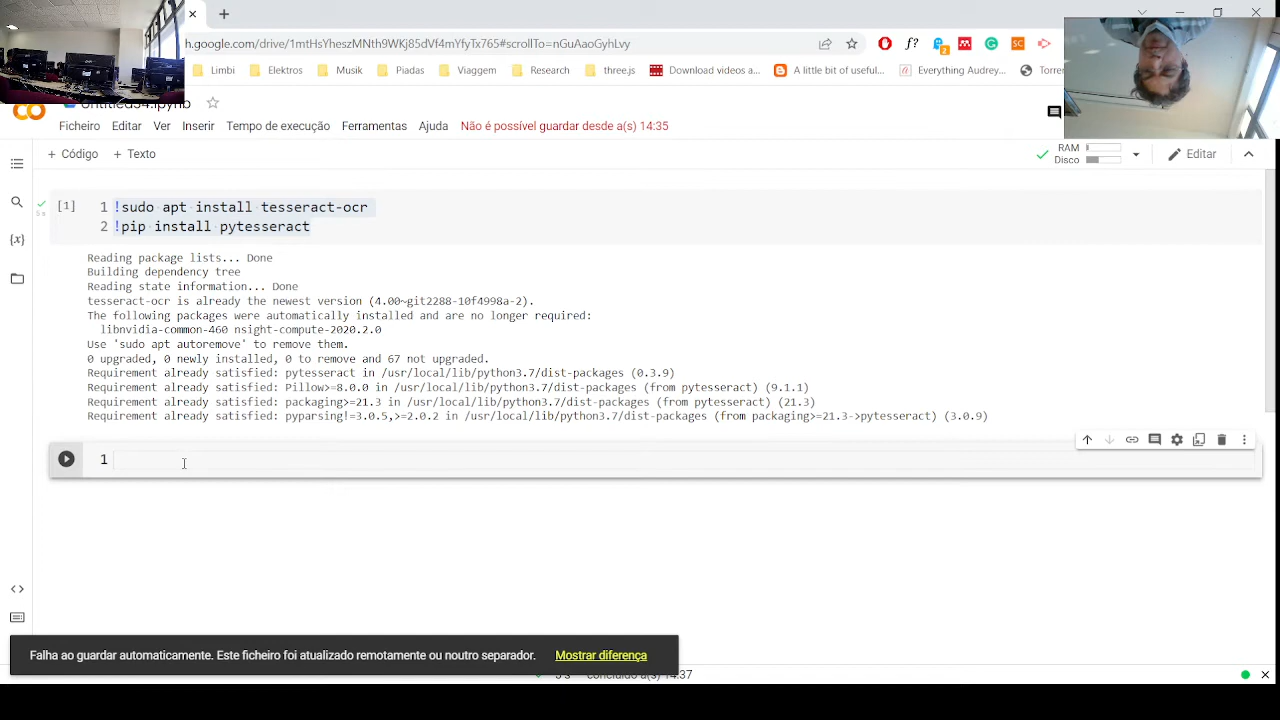 h.google.com/drive/1mtHsYheszMNth9WKj85dVf4mYfyTx765#scrollTo=nGuAaoGyhLvy
f?
2
SC
Limbi
Elektros
Musik
Piadas
Viaggem
Research
three.js
Download videos a...
A little bit of useful...
Everything Audrey...
Torren
Untitled34.ipynb
Ficheiro Editar Ver Inserir Tempo de execução Ferramentas Ajuda Não é possível guardar desde a(s) 14:35
+ Código + Texto
RAM
Disco
Editar
[1] 1 !sudo apt install tesseract-ocr
5 s
2 !pip install pytesseract
{x}
Reading package lists... Done
Building dependency tree
Reading state information... Done
tesseract-ocr is already the newest version (4.00~git2288-10f4998a-2).
The following packages were automatically installed and are no longer required:
libnvidia-common-460 nsight-compute-2020.2.0
Use 'sudo apt autoremove' to remove them.
0 upgraded, 0 newly installed, 0 to remove and 67 not upgraded.
Requirement already satisfied: pytesseract in /usr/local/lib/python3.7/dist-packages (0.3.9)
Requirement already satisfied: Pillow>=8.0.0 in /usr/local/lib/python3.7/dist-packages (from pytesseract) (9.1.1)
Requirement already satisfied: packaging>=21.3 in /usr/local/lib/python3.7/dist-packages (from pytesseract) (21.3)
Requirement already satisfied: pyparsing!=3.0.5,>=2.0.2 in /usr/local/lib/python3.7/dist-packages (from packaging>=21.3->pytesseract) (3.0.9)
1
Falha ao guardar automaticamente. Este ficheiro foi atualizado remotamente ou noutro separador. Mostrar diferença
5 s concluído à(s) 14:37